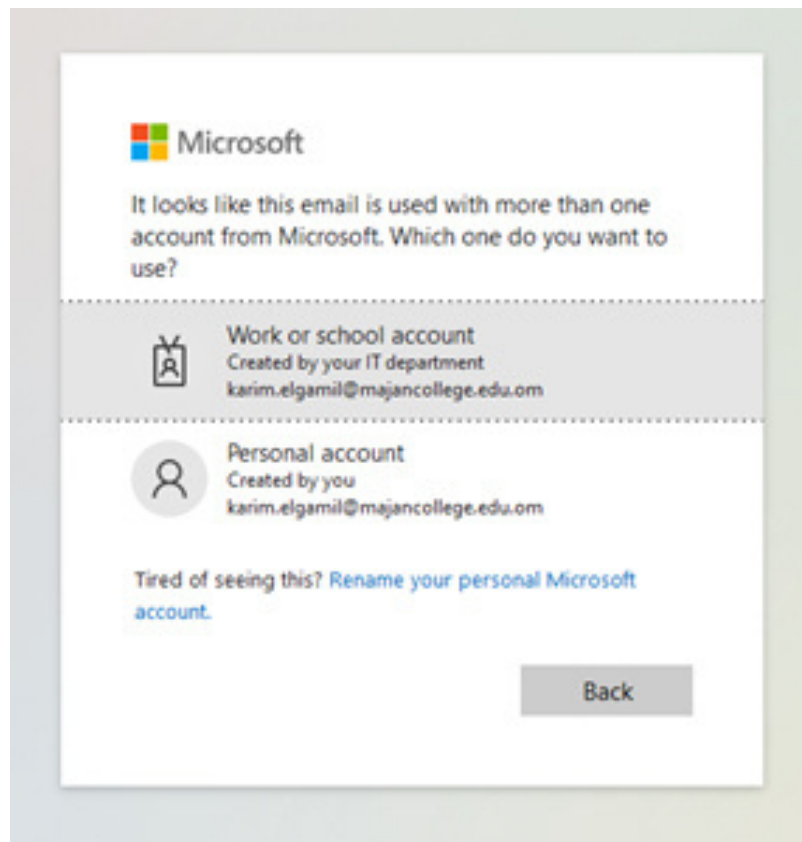 Microsoft
It looks like this email is used with more than one
account from Microsoft. Which one do you want to
use?
Work or school account
Created by your IT department
karim.elgamil@majancollege.edu.om
Personal account
Created by you
karim.elgamil@majancollege.edu.om
Tired of seeing this? Rename your personal Microsoft
account.
Back